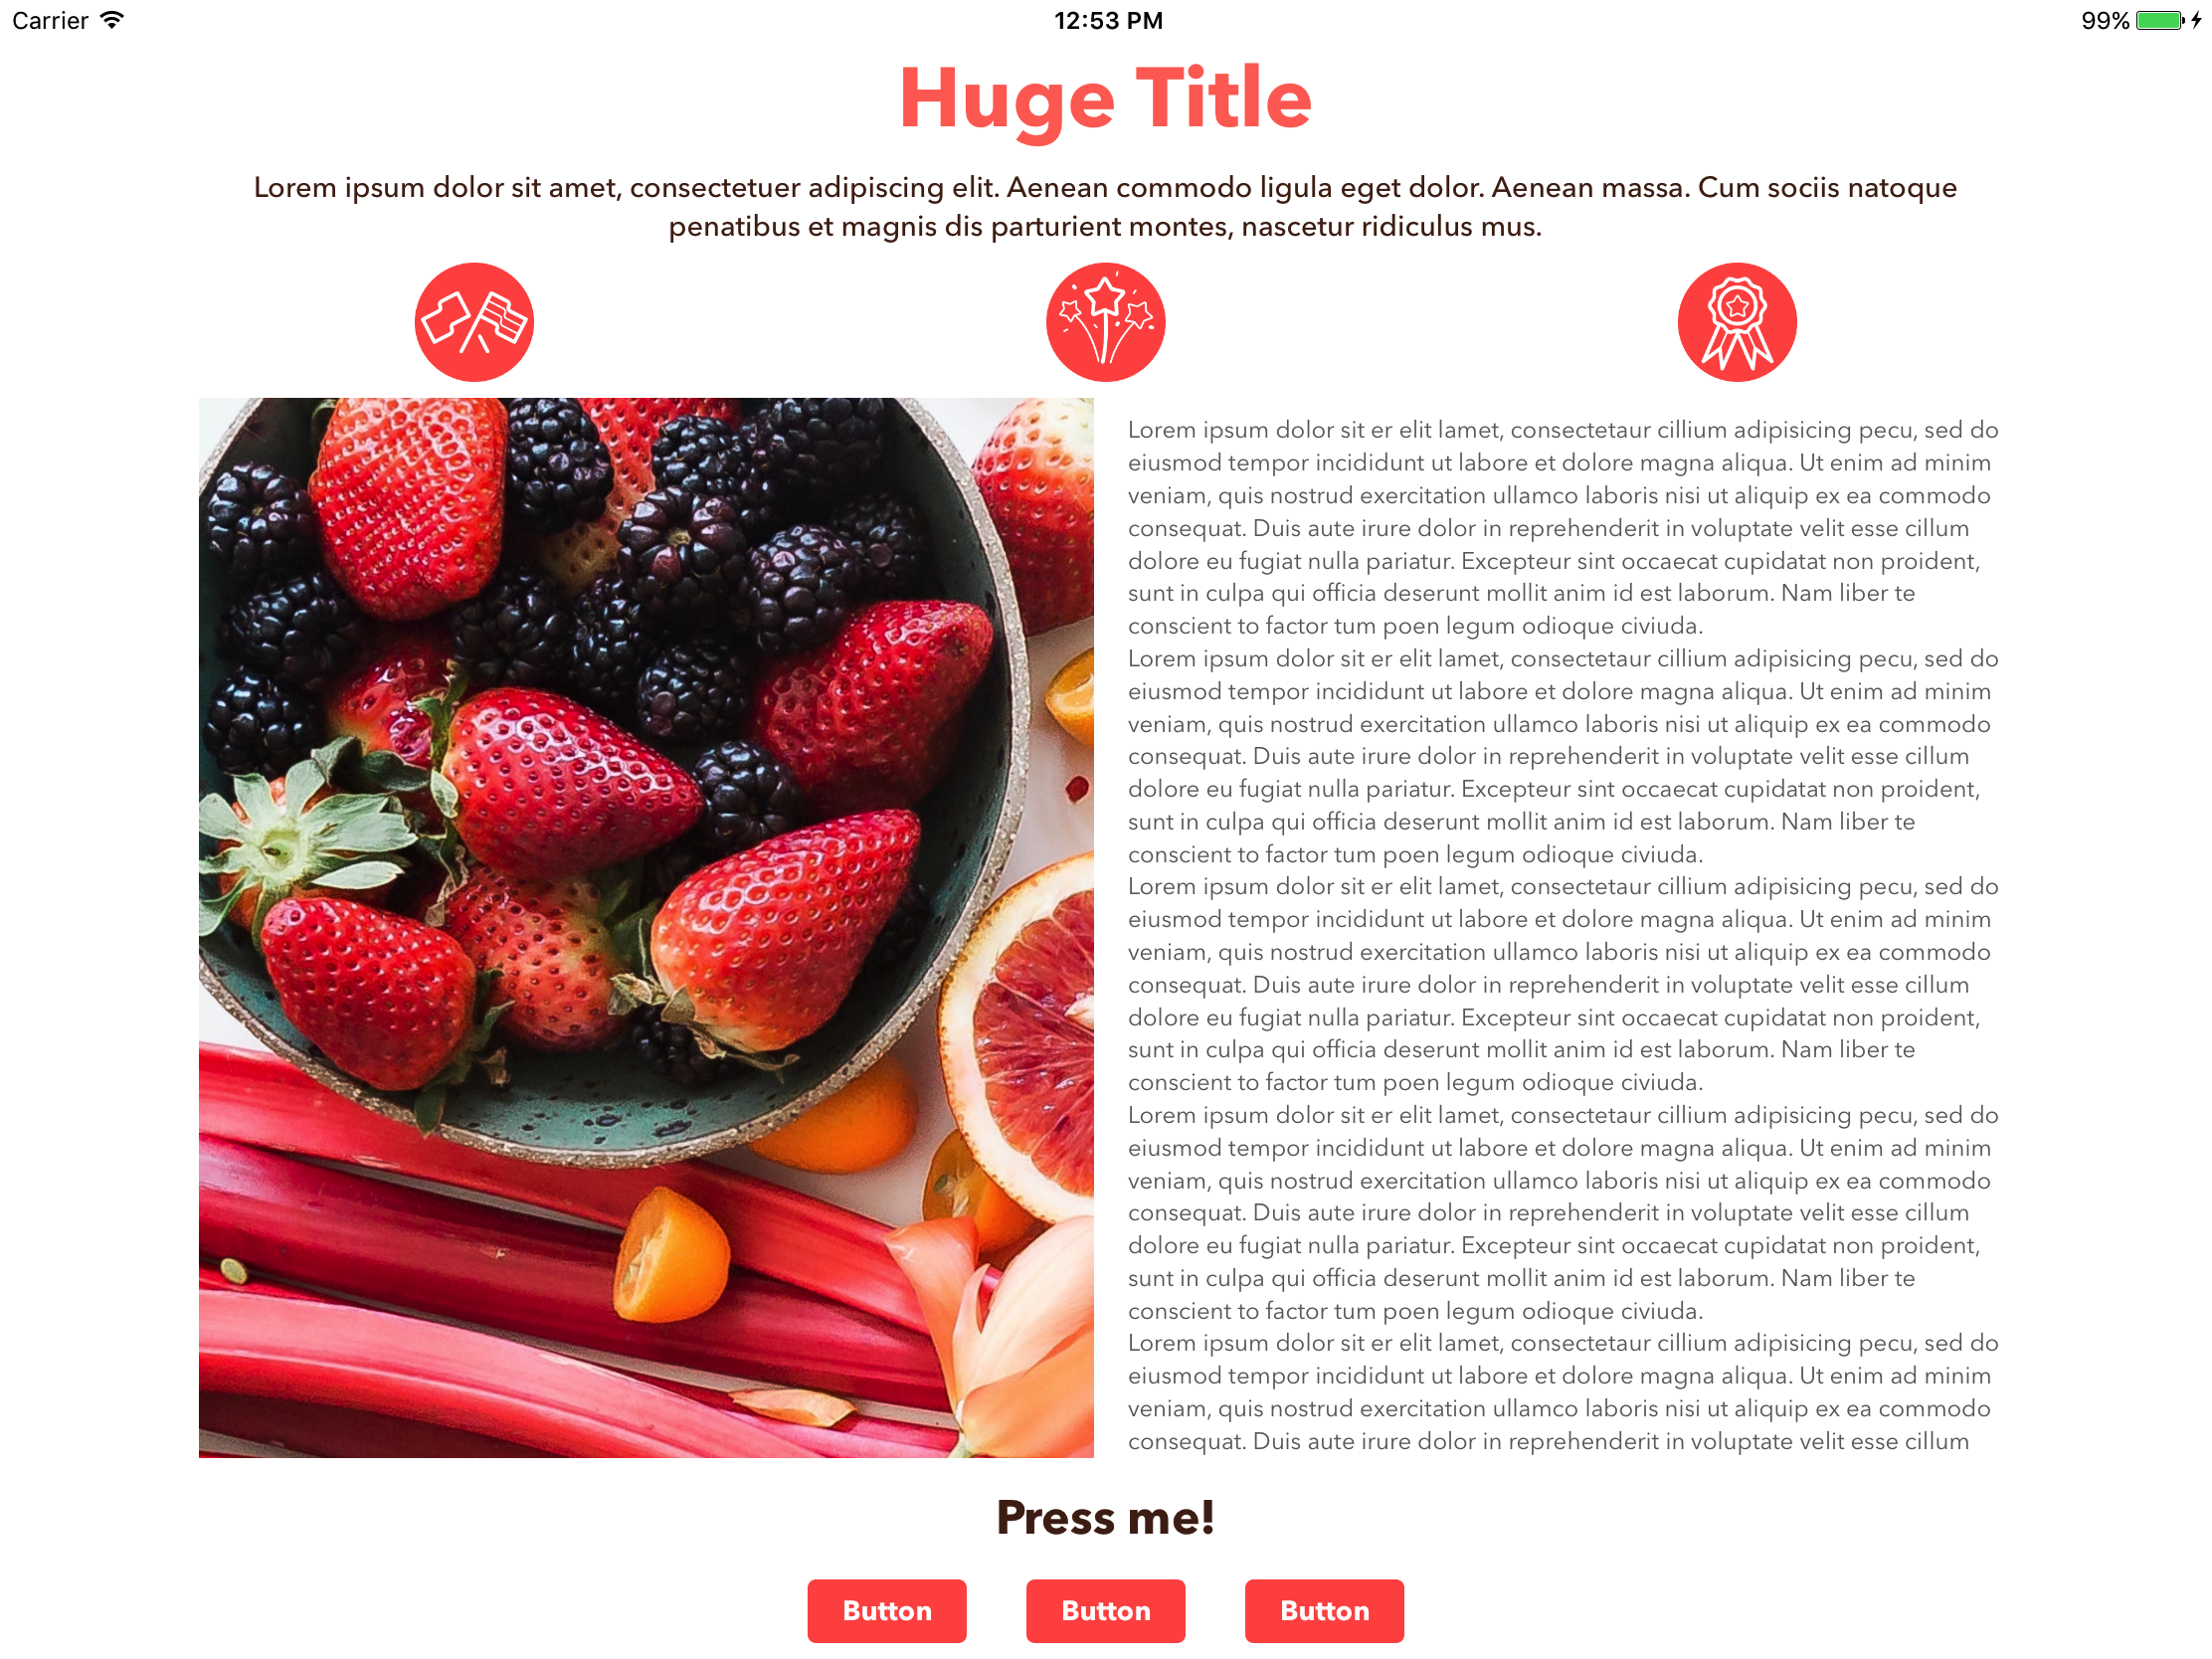 Carrier
12:53 PM
99%
Huge Title
Lorem ipsum dolor sit amet, consectetuer adipiscing elit. Aenean commodo ligula eget dolor. Aenean massa. Cum sociis natoque
penatibus et magnis dis parturient montes, nascetur ridiculus mus.
Lorem ipsum dolor sit er elit lamet, consectetaur cillium adipisicing pecu, sed do
eiusmod tempor incididunt ut labore et dolore magna aliqua. Ut enim ad minim
veniam, quis nostrud exercitation ullamco laboris nisi ut aliquip ex ea commodo
consequat. Duis aute irure dolor in reprehenderit in voluptate velit esse cillum
dolore eu fugiat nulla pariatur. Excepteur sint occaecat cupidatat non proident,
sunt in culpa qui officia deserunt mollit anim id est laborum. Nam liber te
conscient to factor tum poen legum odioque civiuda.
Lorem ipsum dolor sit er elit lamet, consectetaur cillium adipisicing pecu, sed do
eiusmod tempor incididunt ut labore et dolore magna aliqua. Ut enim ad minim
veniam, quis nostrud exercitation ullamco laboris nisi ut aliquip ex ea commodo
consequat. Duis aute irure dolor in reprehenderit in voluptate velit esse cillum
dolore eu fugiat nulla pariatur. Excepteur sint occaecat cupidatat non proident,
sunt in culpa qui officia deserunt mollit anim id est laborum. Nam liber te
conscient to factor tum poen legum odioque civiuda.
Lorem ipsum dolor sit er elit lamet, consectetaur cillium adipisicing pecu, sed do
eiusmod tempor incididunt ut labore et dolore magna aliqua. Ut enim ad minim
veniam, quis nostrud exercitation ullamco laboris nisi ut aliquip ex ea commodo
consequat. Duis aute irure dolor in reprehenderit in voluptate velit esse cillum
dolore eu fugiat nulla pariatur. Excepteur sint occaecat cupidatat non proident,
sunt in culpa qui officia deserunt mollit anim id est laborum. Nam liber te
conscient to factor tum poen legum odioque civiuda.
Lorem ipsum dolor sit er elit lamet, consectetaur cillium adipisicing pecu, sed do
eiusmod tempor incididunt ut labore et dolore magna aliqua. Ut enim ad minim
veniam, quis nostrud exercitation ullamco laboris nisi ut aliquip ex ea commodo
consequat. Duis aute irure dolor in reprehenderit in voluptate velit esse cillum
dolore eu fugiat nulla pariatur. Excepteur sint occaecat cupidatat non proident,
sunt in culpa qui officia deserunt mollit anim id est laborum. Nam liber te
conscient to factor tum poen legum odioque civiuda.
Lorem ipsum dolor sit er elit lamet, consectetaur cillium adipisicing pecu, sed do
eiusmod tempor incididunt ut labore et dolore magna aliqua. Ut enim ad minim
veniam, quis nostrud exercitation ullamco laboris nisi ut aliquip ex ea commodo
consequat. Duis aute irure dolor in reprehenderit in voluptate velit esse cillum
Press me!
Button
Button
Button